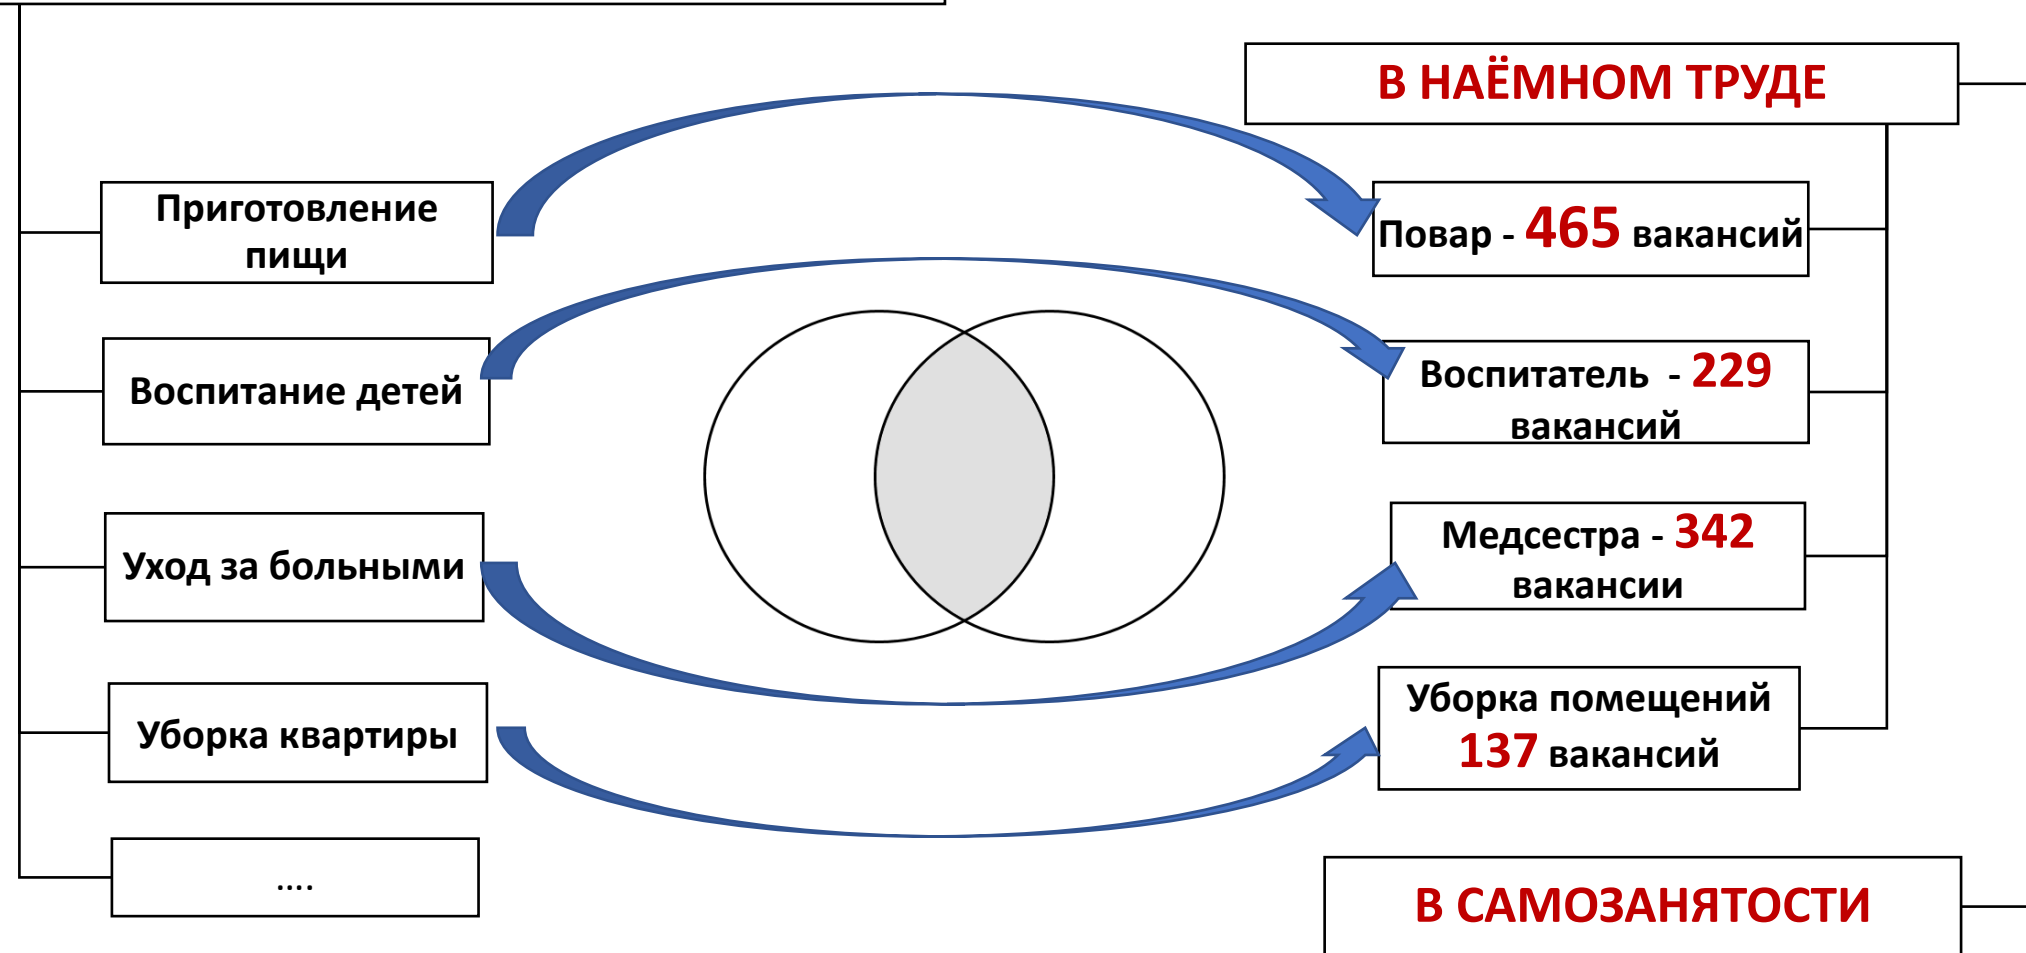 В НАЁМНОМ ТРУДЕ
Приготовление
пищи
Повар - 465 вакансий
Воспитание детей
Воспитатель - 229
вакансий
Уход за больными
Медсестра - 342
вакансии
Уборка квартиры
Уборка помещений
137 вакансий
....
В САМОЗАНЯТОСТИ